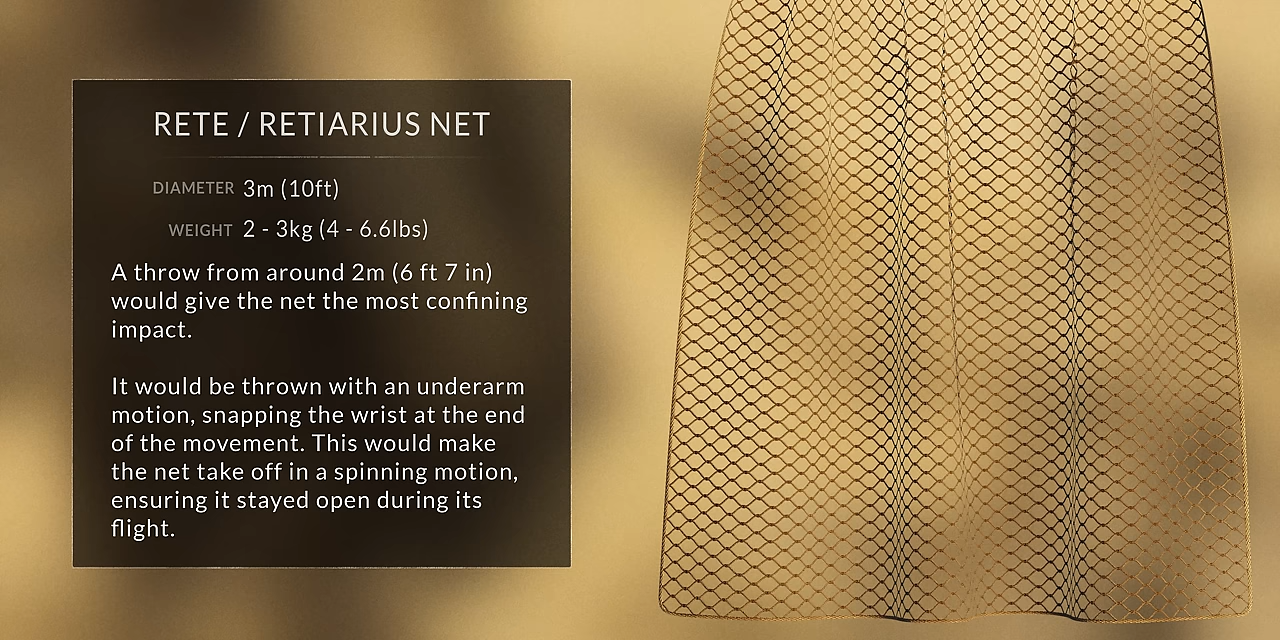 RETE / RETIARIUS NET
DIAMETER 3m (10ft)
WEIGHT 2 - 3kg (4 - 6.6lbs)
A throw from around 2m (6 ft 7 in)
would give the net the most confining
impact.
It would be thrown with an underarm
motion, snapping the wrist at the end
of the movement. This would make
the net take off in a spinning motion,
ensuring it stayed open during its
flight.